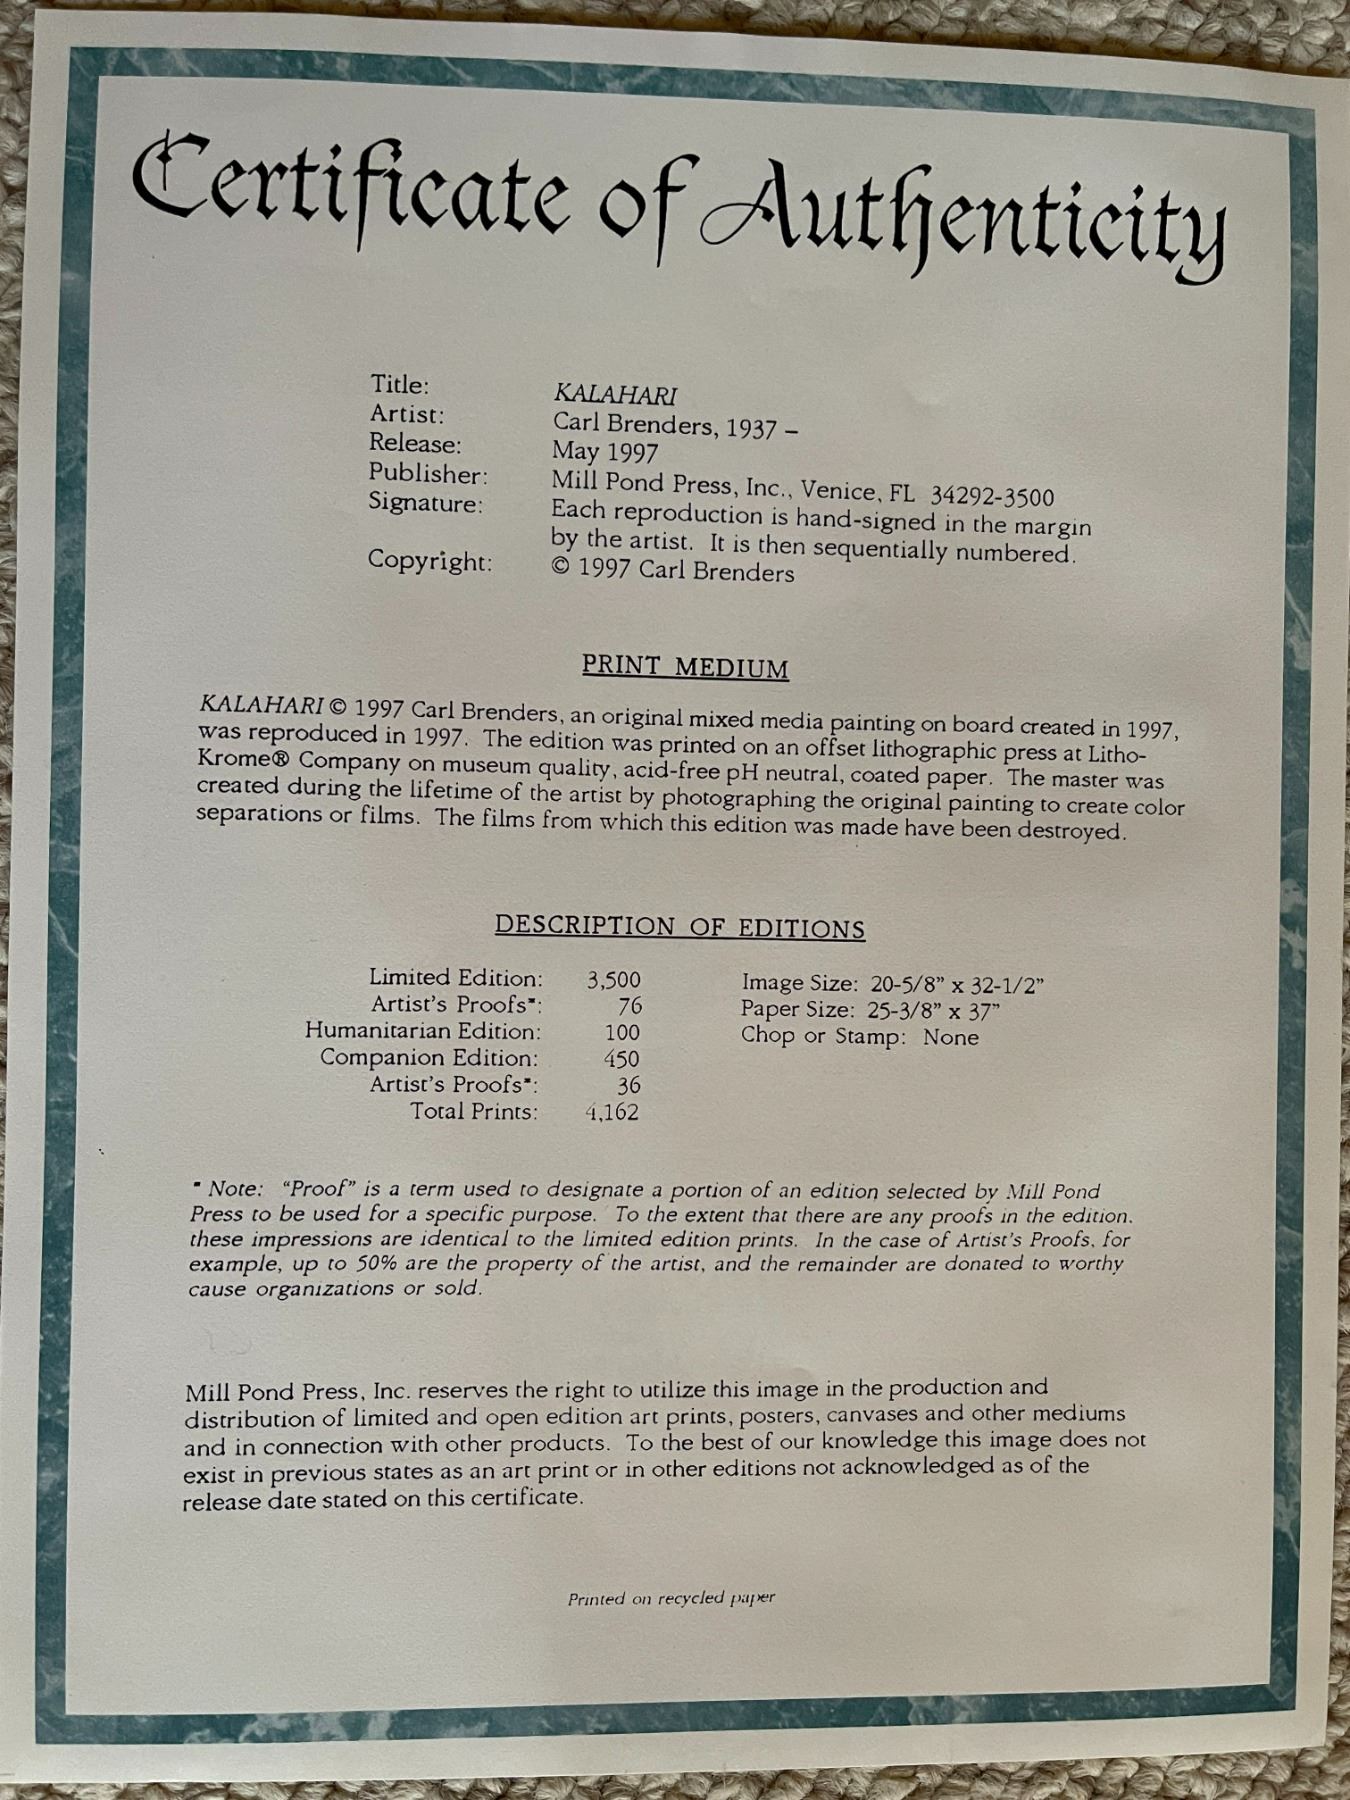 Certificate of Authenticity
Title: KALAHARI
Artist: Carl Brenders, 1937 –
Release: May 1997
Publisher: Mill Pond Press, Inc., Venice, FL 34292-3500
Signature: Each reproduction is hand-signed in the margin
by the artist. It is then sequentially numbered.
Copyright: © 1997 Carl Brenders
PRINT MEDIUM
KALAHARI © 1997 Carl Brenders, an original mixed media painting on board created in 1997,
was reproduced in 1997. The edition was printed on an offset lithographic press at Litho-
Krome® Company on museum quality, acid-free pH neutral, coated paper. The master was
created during the lifetime of the artist by photographing the original painting to create color
separations or films. The films from which this edition was made have been destroyed.
DESCRIPTION OF EDITIONS
Limited Edition: 3,500 Image Size: 20-5/8" x 32-1/2"
Artist's Proofs*: 76 Paper Size: 25-3/8" x 37"
Humanitarian Edition: 100 Chop or Stamp: None
Companion Edition: 450
Artist's Proofs*: 36
Total Prints: 4,162
* Note: "Proof" is a term used to designate a portion of an edition selected by Mill Pond
Press to be used for a specific purpose. To the extent that there are any proofs in the edition,
these impressions are identical to the limited edition prints. In the case of Artist's Proofs, for
example, up to 50% are the property of the artist, and the remainder are donated to worthy
cause organizations or sold.
Mill Pond Press, Inc. reserves the right to utilize this image in the production and
distribution of limited and open edition art prints, posters, canvases and other mediums
and in connection with other products. To the best of our knowledge this image does not
exist in previous states as an art print or in other editions not acknowledged as of the
release date stated on this certificate.
Printed on recycled paper